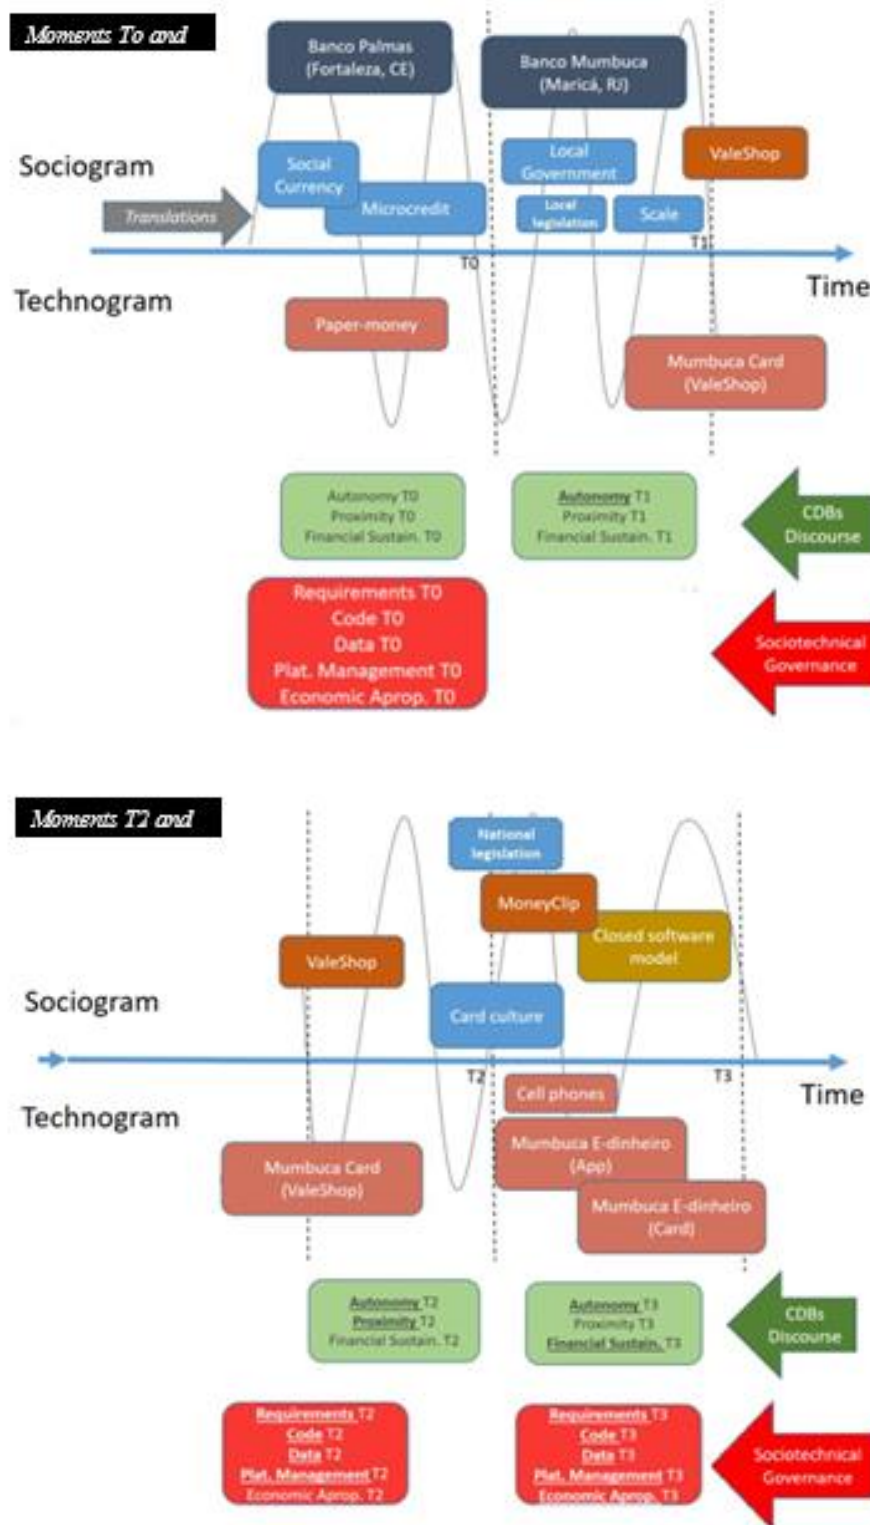 Moments To and
Banco Palmas
(Fortaleza, CE)
Banco Mumbuca
(Maricá, RJ)
Sociogram
Social
Currency
Local
Government
ValeShop
Translations
Microcredit
Local
legislation
Scale
T0
T1
Technogram
Time
Paper-money
Mumbuca Card
(ValeShop)
Autonomy T0
Proximity T0
Financial Sustain. T0
Autonomy T1
Proximity T1
Financial Sustain. T1
CDBs
Discourse
Requirements T0
Code T0
Data T0
Plat. Management T0
Economic Aprop. T0
Sociotechnical
Governance
Moments T2 and
National
legislation
MoneyClip
ValeShop
Closed software
model
Sociogram
Card culture
T2
T3
Time
Technogram
Cell phones
Mumbuca Card
(ValeShop)
Mumbuca E-dinheiro
(App)
Mumbuca E-dinheiro
(Card)
Autonomy T2
Proximity T2
Financial Sustain. T2
Autonomy T3
Proximity T3
Financial Sustain. T3
CDBs
Discourse
Requirements T2
Code T2
Data T2
Plat. Management T2
Economic Aprop. T2
Requirements T3
Code T3
Data T3
Plat. Management T3
Economic Aprop. T3
Sociotechnical
Governance